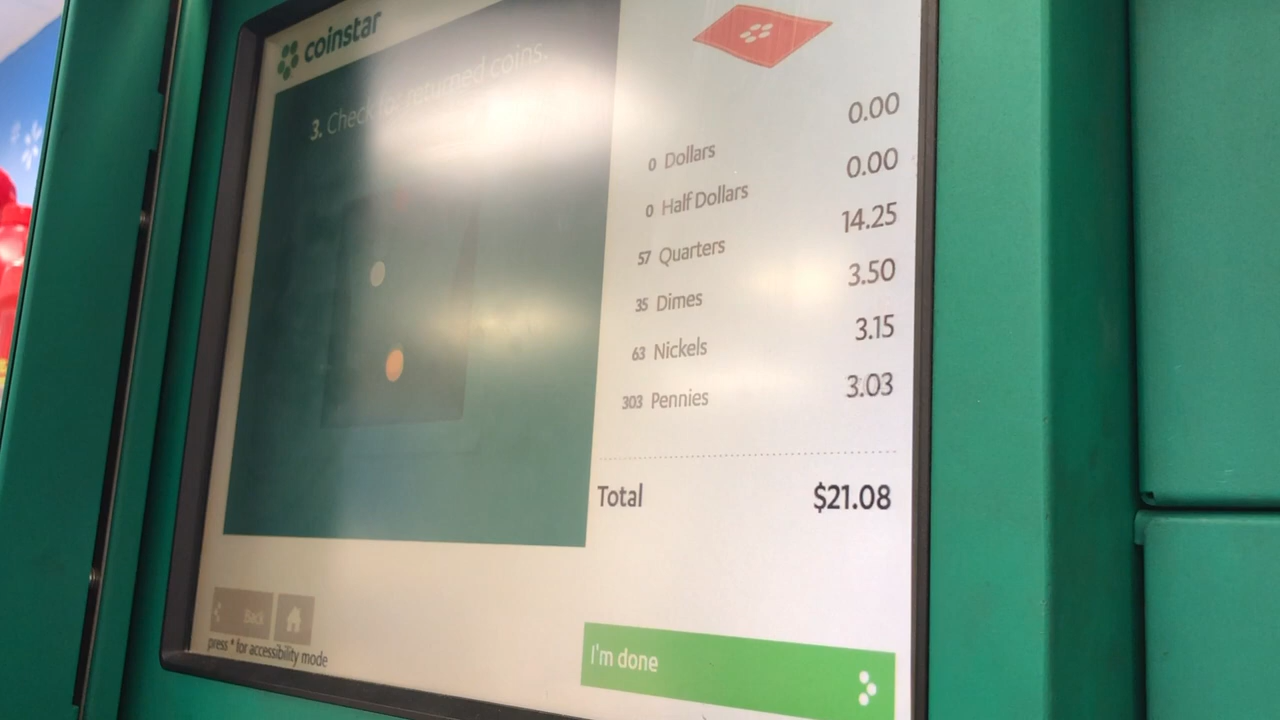 coinstar
3. Check for returned coins.
0 Dollars 0.00
0 Half Dollars 0.00
57 Quarters 14.25
35 Dimes 3.50
63 Nickels 3.15
303 Pennies 3.03
Total $21.08
Back
press * for accessibility mode
I'm done